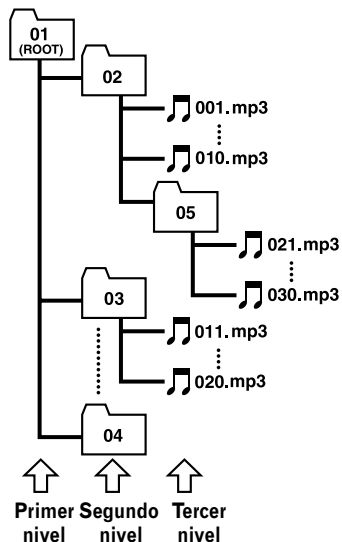 01
(ROOT)
02
001.mp3
010.mp3
05
021.mp3
030.mp3
03
011.mp3
020.mp3
04
Primer Segundo Tercer
nivel nivel nivel